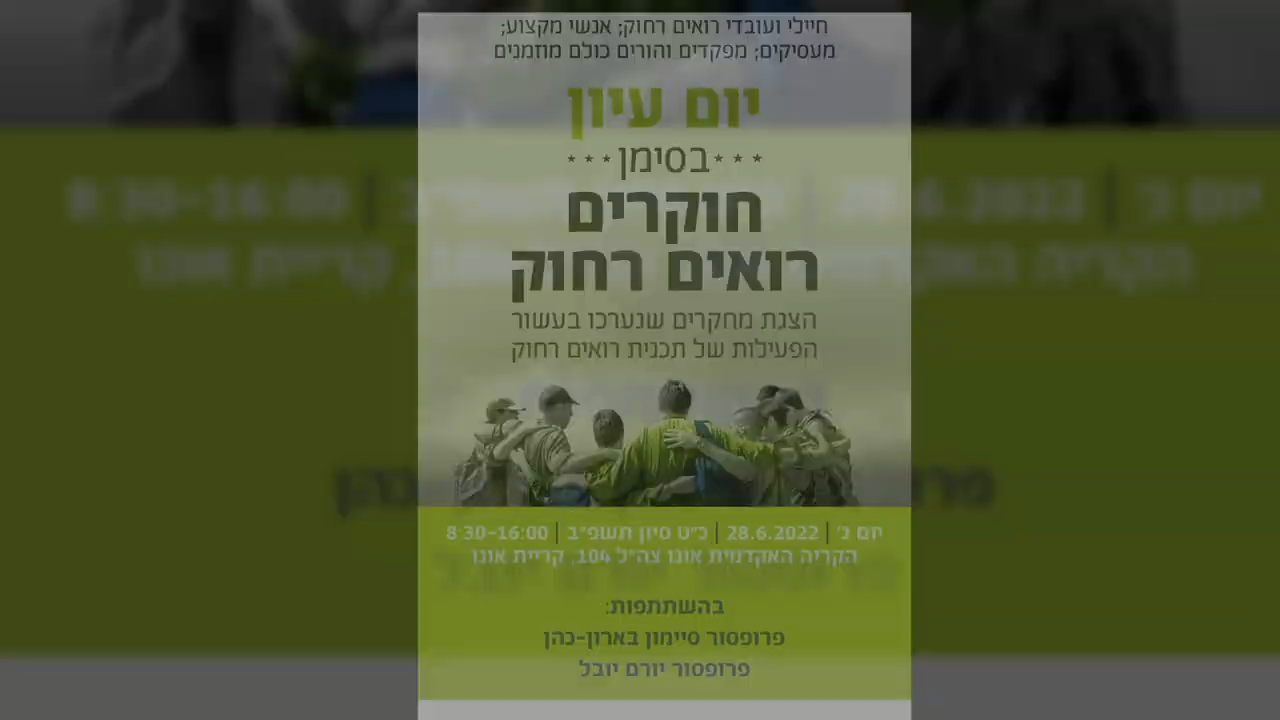 חיילי ועובדי רואים רחוק; אנשי מקצוע;
מעסיקים; מפקדים והורים כולם מוזמנים
יום עיון
בסימן
חוקרים
רואים רחוק
הצגת מחקרים שנערכו בעשור
הפעילות של תכנית רואים רחוק
יום ג' | 28.6.2022 | כ"ט סיון תשפ"ב | 8:30-16:00
הקריה האקדמית אונו צה"ל 104, קריית אונו
בהשתתפות:
פרופסור סיימון בארון-כהן
פרופסור יורם יובל